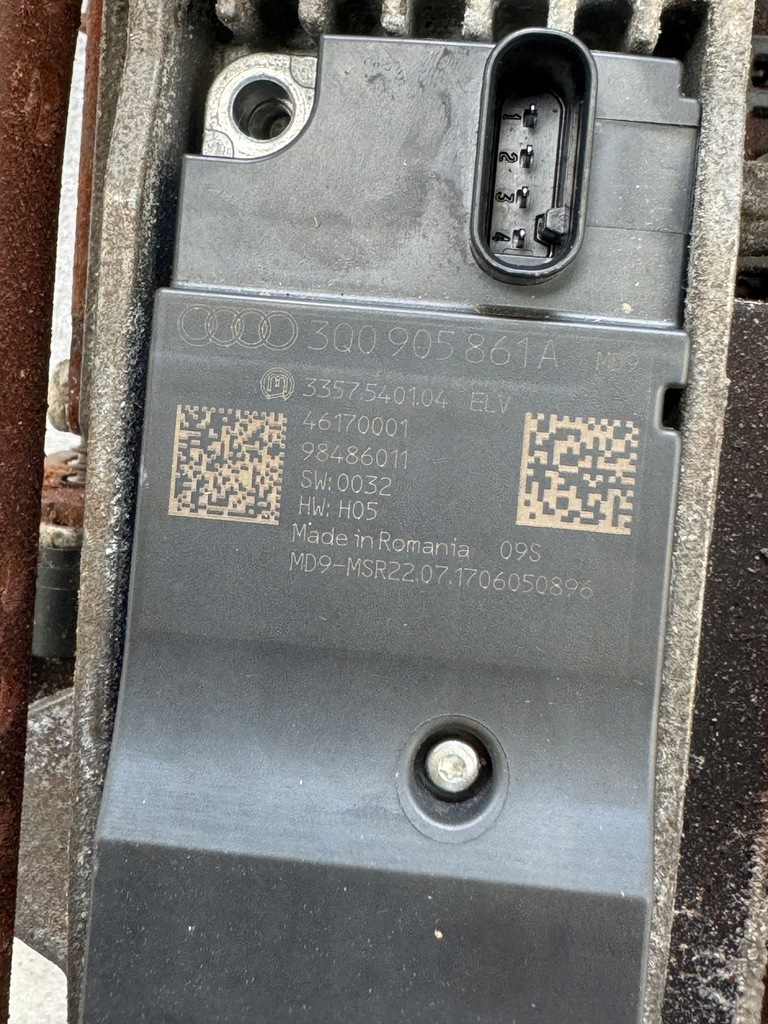 1
2
3
4
3Q0 905 861A MD9
3357.5401.04 ELV
46170001
98486011
SW: 0032
HW: H05
Made in Romania 09S
MD9-MSR22.07.1706050896